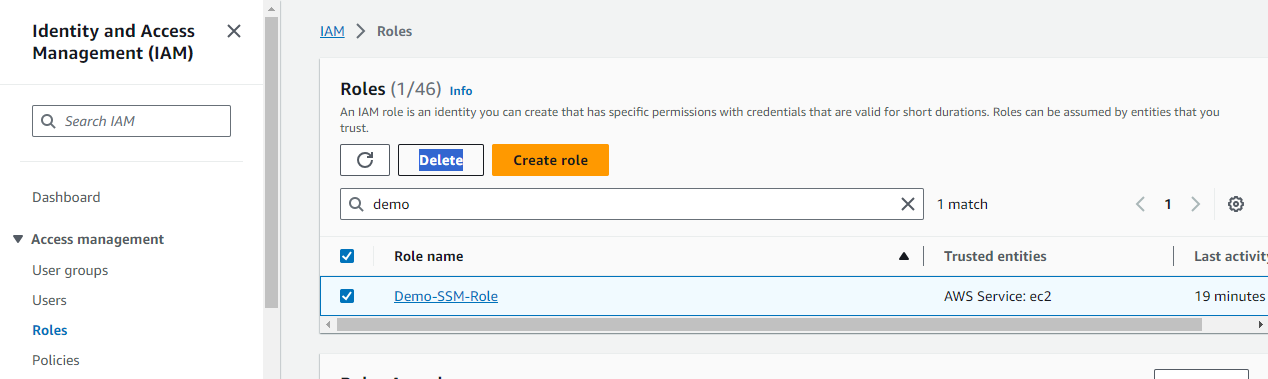 Identity and Access
Management (IAM)
Search IAM
Dashboard
Access management
User groups
Users
Roles
Policies
IAM > Roles
Roles (1/46) Info
An IAM role is an identity you can create that has specific permissions with credentials that are valid for short durations. Roles can be assumed by entities that you
trust.
Delete Create role
demo 1 match 1
Role name Trusted entities Last activity
Demo-SSM-Role AWS Service: ec2 19 minutes